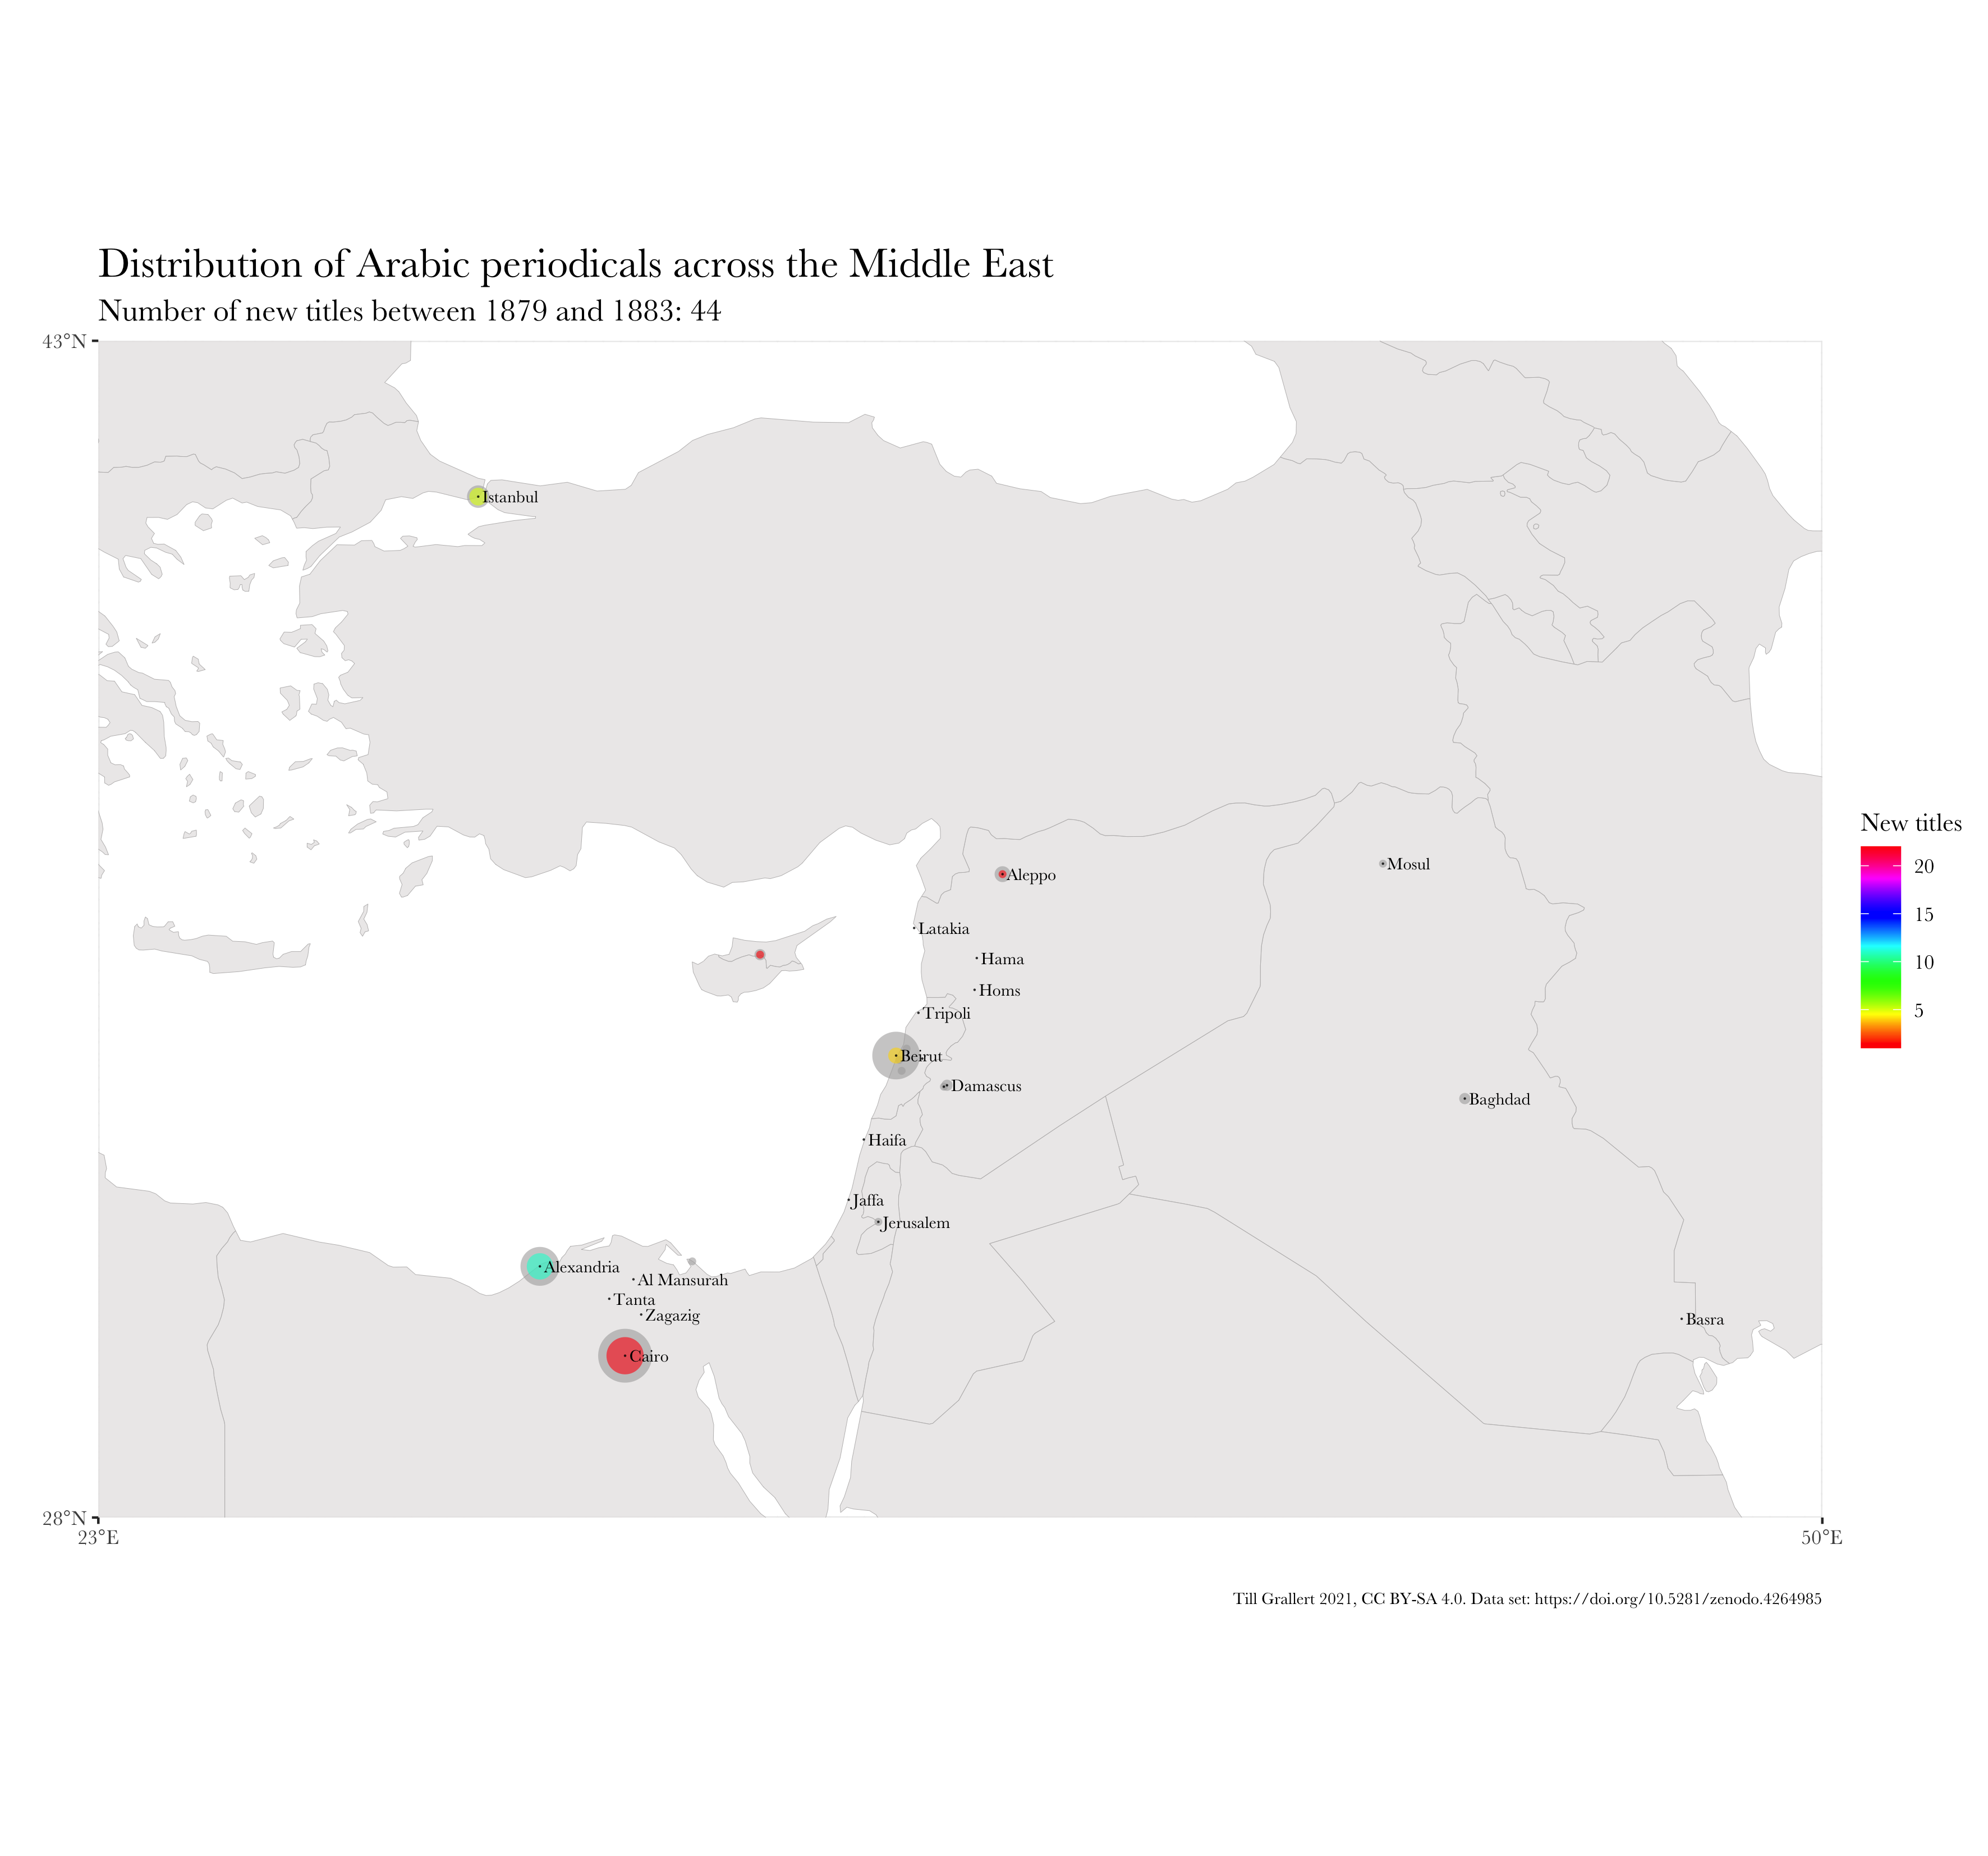 Distribution of Arabic periodicals across the Middle East
Number of new titles between 1879 and 1883: 44
43°N
Istanbul
New titles
20
15
10
5
Mosul
Aleppo
Latakia
Hama
Homs
Tripoli
Beirut
Damascus
Baghdad
Haifa
Jaffa
Jerusalem
Alexandria
Al Mansurah
Tanta
Zagazig
Basra
Cairo
28°N
23°E
50°E
Till Grallert 2021, CC BY-SA 4.0. Data set: https://doi.org/10.5281/zenodo.4264985